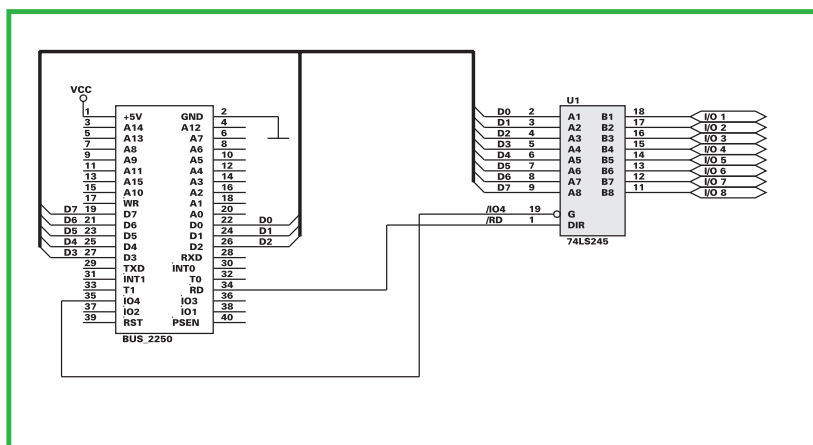 VCC
1 +5V GND 2
3 A14 A12 4
5 A13 A7 6
7 A8 A6 8
9 A9 A5 10
11 A11 A4 12
13 A15 A3 14
15 A10 A2 16
17 WR A1 18
D7 19 D7 A0 20
D6 21 D6 D0 22 D0
D5 23 D5 D1 24 D1
D4 25 D4 D2 26 D2
D3 27 D3 RXD 28
29 TXD INT0 30
31 INT1 T0 32
33 T1 RD 34
35 IO4 IO3 36
37 IO2 IO1 38
39 RST PSEN 40
BUS_2250
U1
D0 2 A1 B1 18 I/O 1
D1 3 A2 B2 17 I/O 2
D2 4 A3 B3 16 I/O 3
D3 5 A4 B4 15 I/O 4
D4 6 A5 B5 14 I/O 5
D5 7 A6 B6 13 I/O 6
D6 8 A7 B7 12 I/O 7
D7 9 A8 B8 11 I/O 8
/IO4 19 G
/RD 1 DIR
74LS245